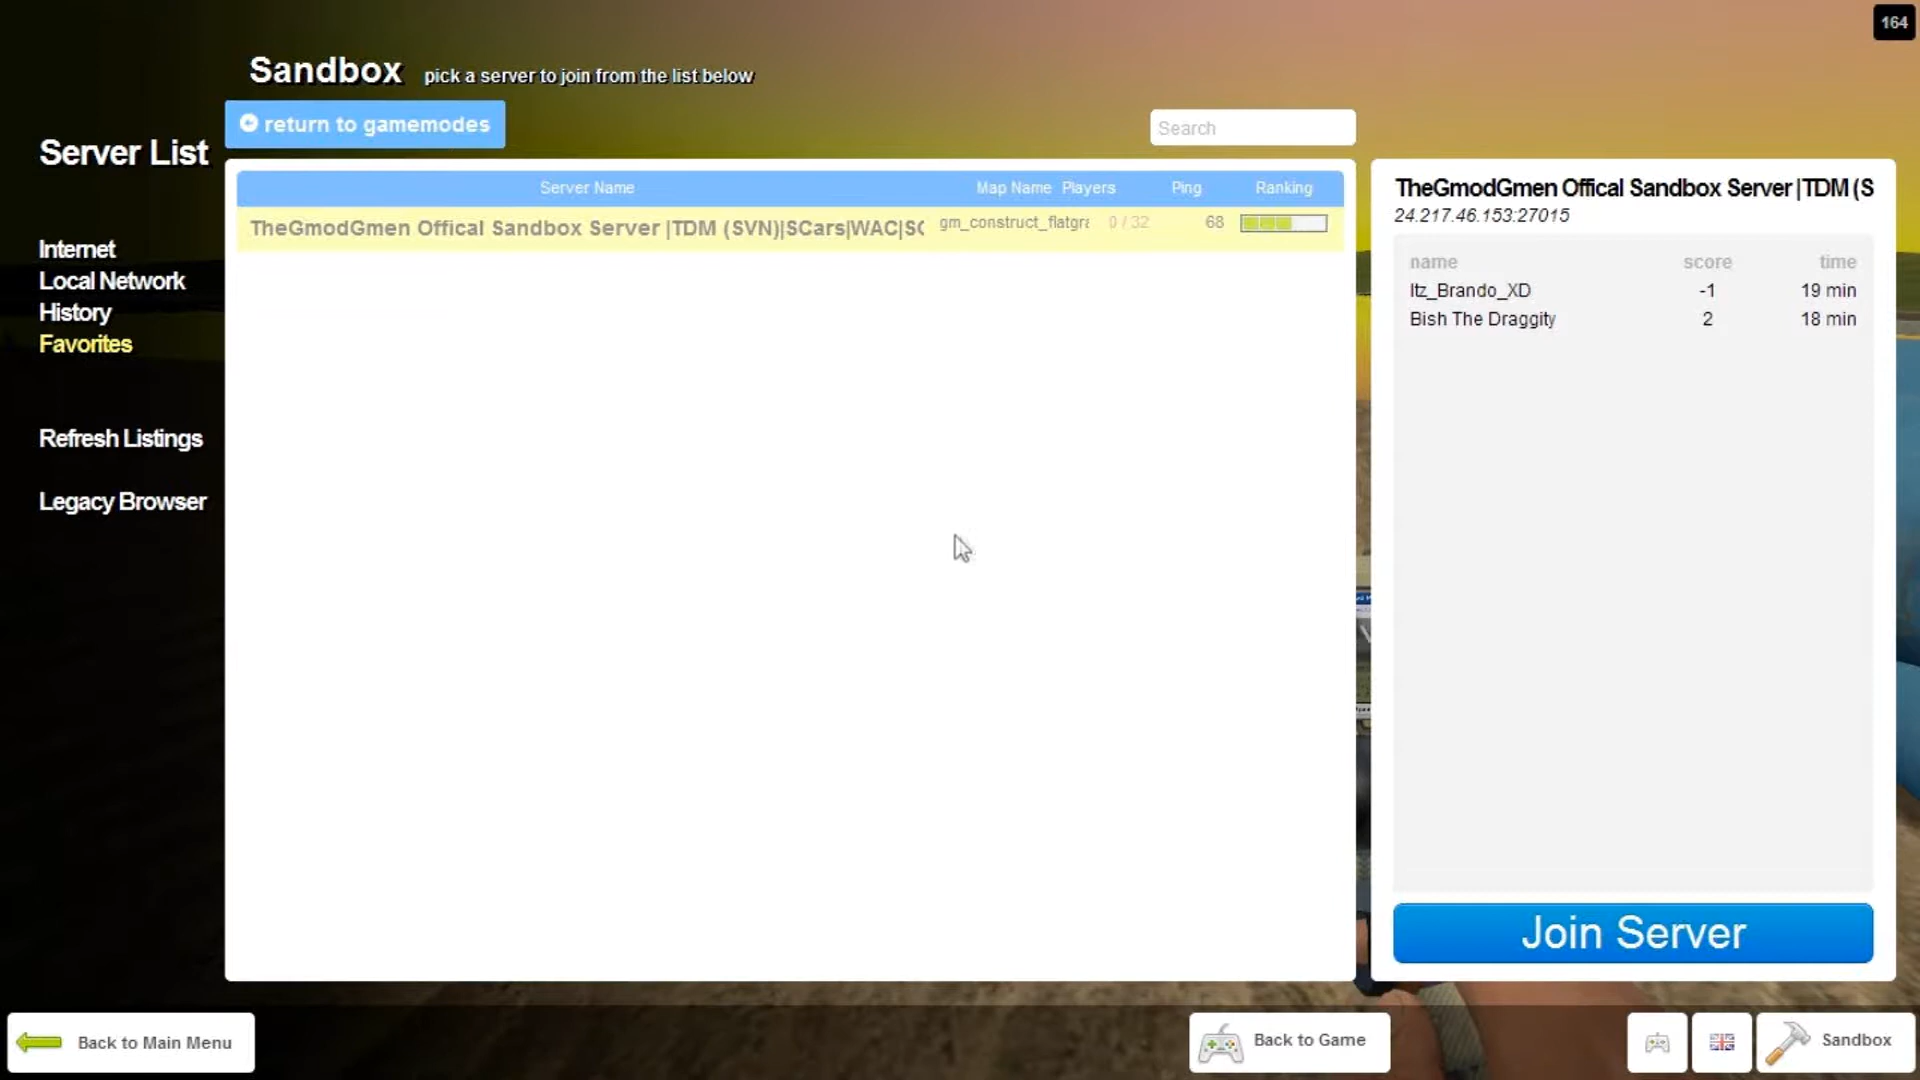 164
Sandbox pick a server to join from the list below
return to gamemodes
Search
Server List
Internet
Local Network
History
Favorites
Refresh Listings
Legacy Browser
Server Name Map Name Players Ping Ranking
TheGmodGmen Offical Sandbox Server |TDM (SVN)|SCars|WAC|SC gm_construct_flatgra 0 / 32 68
TheGmodGmen Offical Sandbox Server |TDM (S
24.217.46.153:27015
name score time
Itz_Brando_XD -1 19 min
Bish The Draggity 2 18 min
Join Server
Back to Main Menu
Back to Game
Sandbox